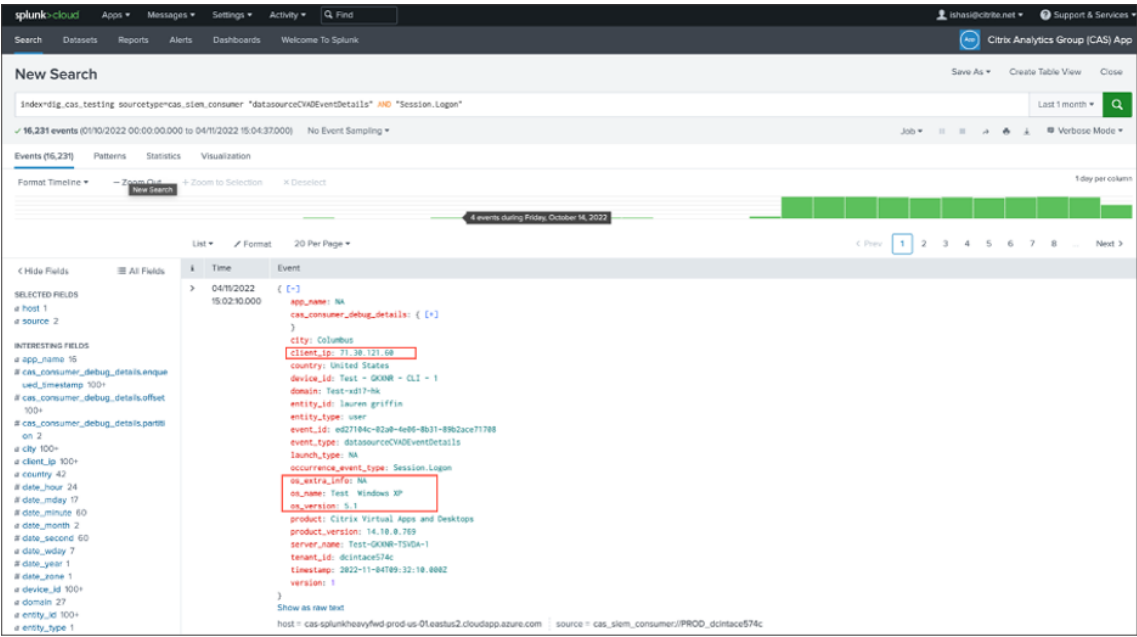 splunk>cloud Apps Messages Settings Activity Find ishasi@citrite.net Support & Services
Search Datasets Reports Alerts Dashboards Welcome To Splunk App Citrix Analytics Group (CAS) App
New Search Save As Create Table View Close
index=dig_cas_testing sourcetype=cas_siem_consumer "datasourceCVADEventDetails" AND "Session.Logon" Last 1 month
16,231 events (01/10/2022 00:00:00.000 to 04/11/2022 15:04:37.000) No Event Sampling Job Verbose Mode
Events (16,231) Patterns Statistics Visualization
Format Timeline — Zoom Out + Zoom to Selection × Deselect 1 day per column
New Search
4 events during Friday, October 14, 2022
List Format 20 Per Page < Prev 1 2 3 4 5 6 7 8 ... Next >
< Hide Fields All Fields i Time Event
SELECTED FIELDS
a host 1
a source 2
INTERESTING FIELDS
a app_name 16
# cas_consumer_debug_details.enque
ued_timestamp 100+
# cas_consumer_debug_details.offset
100+
# cas_consumer_debug_details.partiti
on 2
a city 100+
a client_ip 100+
a country 42
# date_hour 24
# date_mday 17
# date_minute 60
a date_month 2
# date_second 60
a date_wday 7
# date_year 1
# date_zone 1
a device_id 100+
a domain 27
a entity_id 100+
a entity_type 1
> 04/11/2022
15:02:10.000
{ [-]
app_name: NA
cas_consumer_debug_details: { [+]
}
city: Columbus
client_ip: 71.30.121.60
country: United States
device_id: Test - GKXNR - CLI - 1
domain: Test-xd17-hk
entity_id: lauren griffin
entity_type: user
event_id: ed27104c-02a0-4e06-8b31-89b2ace71708
event_type: datasourceCVADEventDetails
launch_type: NA
occurrence_event_type: Session.Logon
os_extra_info: NA
os_name: Test Windows XP
os_version: 5.1
product: Citrix Virtual Apps and Desktops
product_version: 14.10.0.769
server_name: Test-GKXNR-TSVDA-1
tenant_id: dcintace574c
timestamp: 2022-11-04T09:32:10.000Z
version: 1
}
Show as raw text
host = cas-splunkheavyfwd-prod-us-01.eastus2.cloudapp.azure.com source = cas_siem_consumer://PROD_dcintace574c